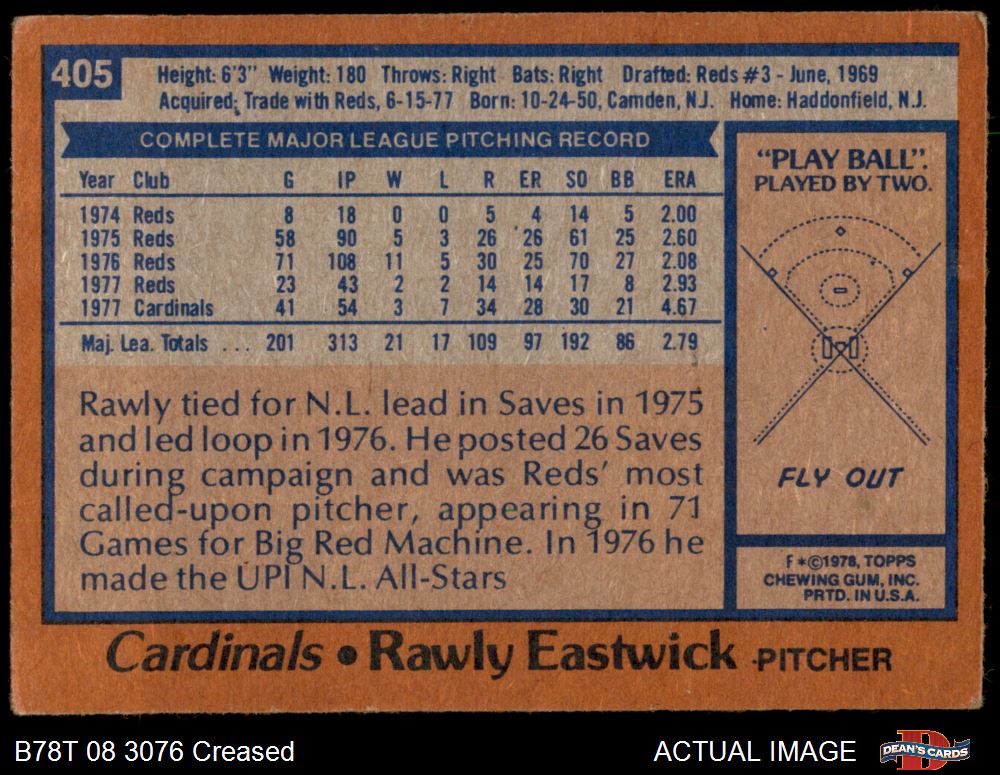 405
Height: 6'3" Weight: 180 Throws: Right Bats: Right Drafted: Reds #3 - June, 1969
Acquired: Trade with Reds, 6-15-77 Born: 10-24-50, Camden, N.J. Home: Haddonfield, N.J.
COMPLETE MAJOR LEAGUE PITCHING RECORD
Year Club G IP W L R ER SO BB ERA
1974 Reds 8 18 0 0 5 4 14 5 2.00
1975 Reds 58 90 5 3 26 26 61 25 2.60
1976 Reds 71 108 11 5 30 25 70 27 2.08
1977 Reds 23 43 2 2 14 14 17 8 2.93
1977 Cardinals 41 54 3 7 34 28 30 21 4.67
Maj. Lea. Totals ... 201 313 21 17 109 97 192 86 2.79
Rawly tied for N.L. lead in Saves in 1975
and led loop in 1976. He posted 26 Saves
during campaign and was Reds' most
called-upon pitcher, appearing in 71
Games for Big Red Machine. In 1976 he
made the UPI N.L. All-Stars
"PLAY BALL".
PLAYED BY TWO.
FLY OUT
F*©1978, TOPPS
CHEWING GUM, INC.
PRTD. IN U.S.A.
Cardinals • Rawly Eastwick PITCHER
B78T 08 3076 Creased
ACTUAL IMAGE
DEAN'S CARDS